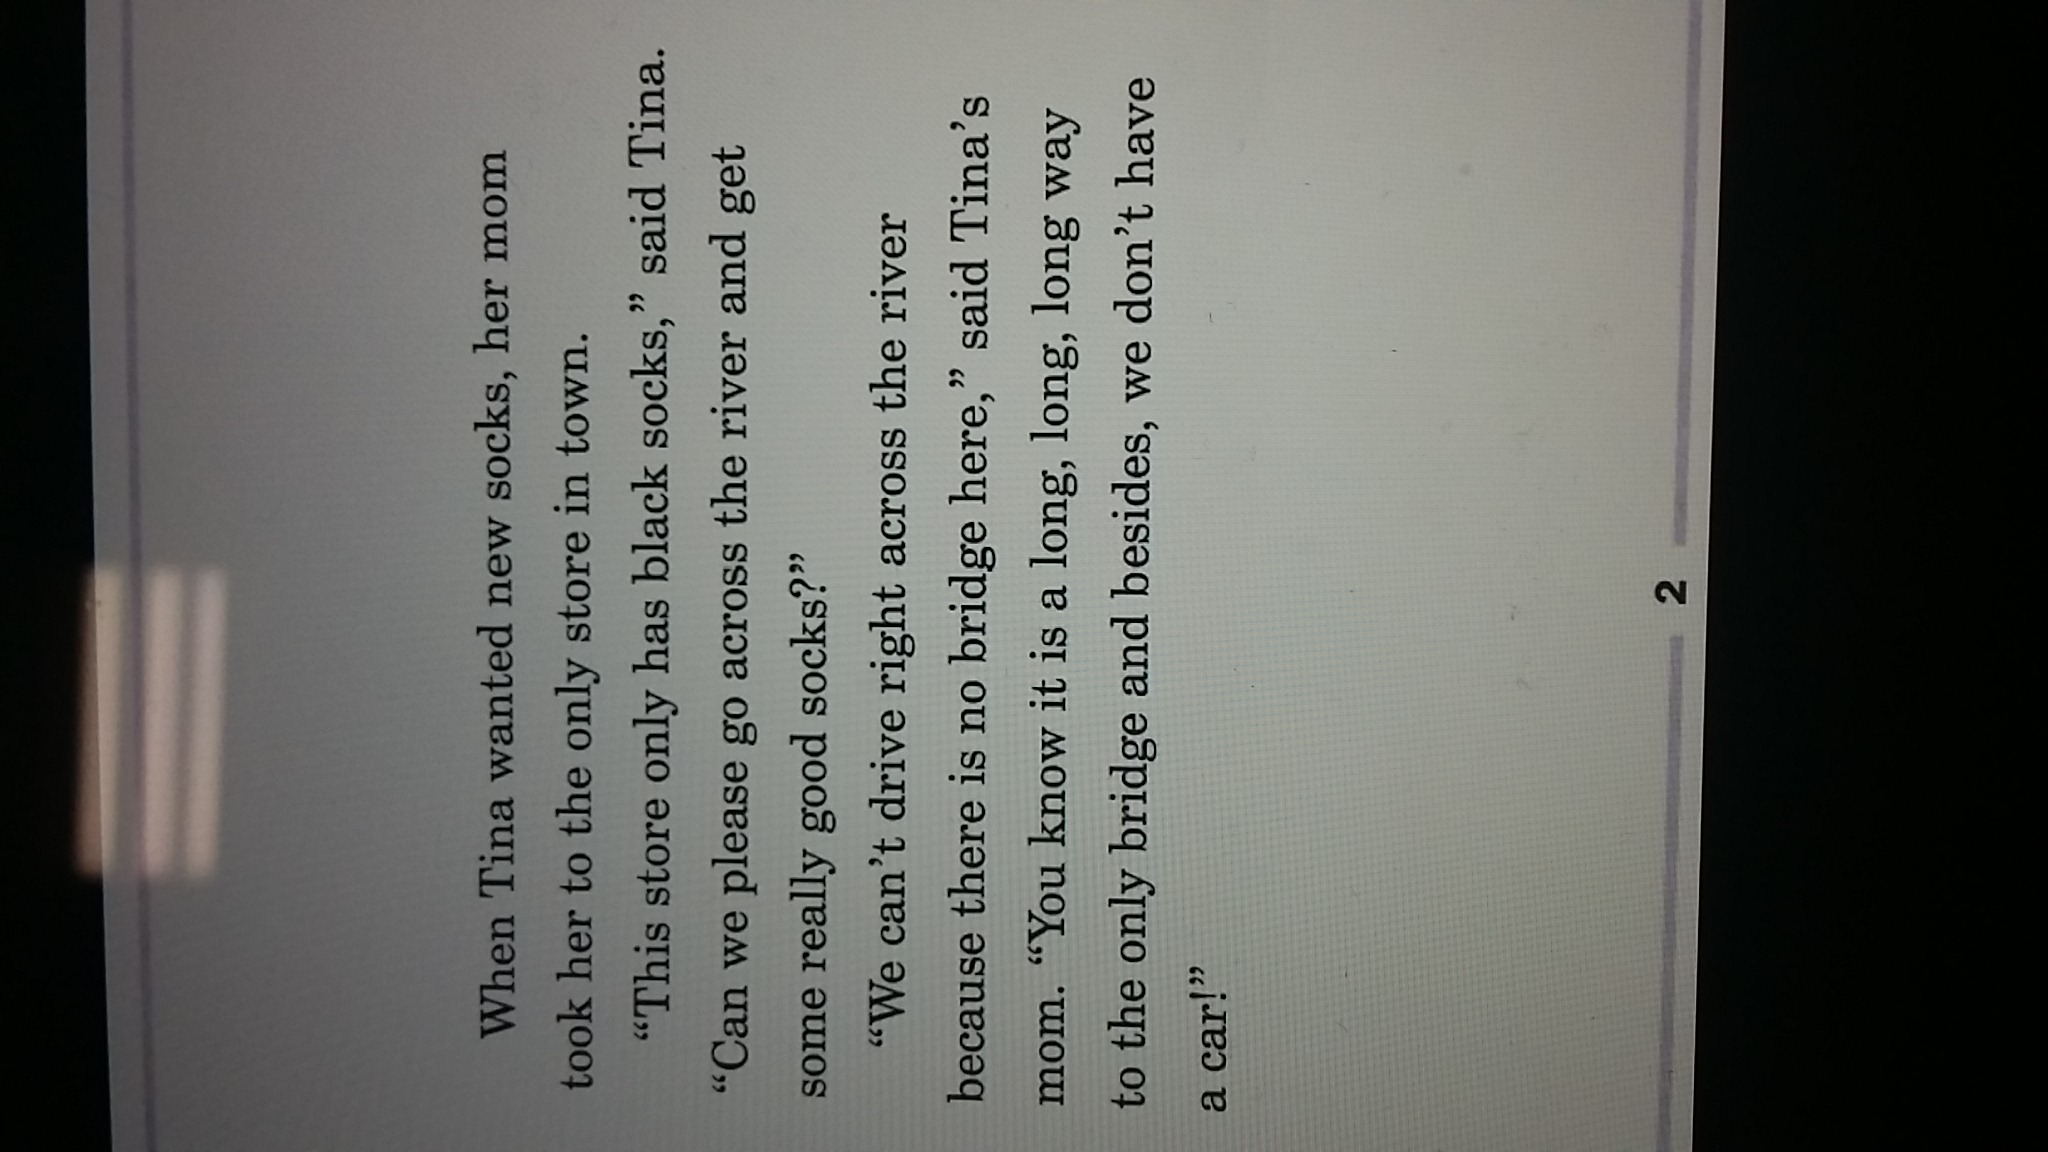 When Tina wanted new socks, her mom
took her to the only store in town.
“This store only has black socks,” said Tina.
“Can we please go across the river and get
some really good socks?”
“We can’t drive right across the river
because there is no bridge here,” said Tina’s
mom. “You know it is a long, long, long way
to the only bridge and besides, we don’t have
a car!”
2